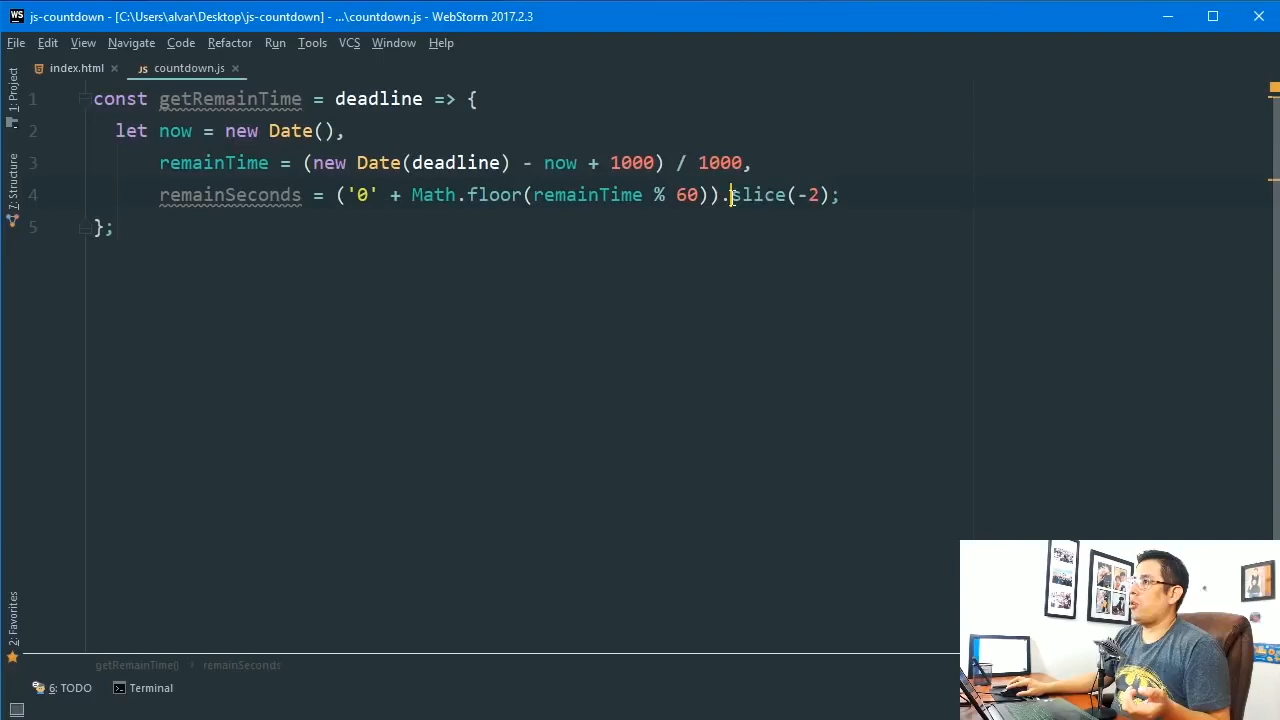 WS js-countdown - [C:\Users\alvar\Desktop\js-countdown] - ...\countdown.js - WebStorm 2017.2.3
File Edit View Navigate Code Refactor Run Tools VCS Window Help
index.html JS countdown.js
1: Project
Z: Structure
2: Favorites
1 const getRemainTime = deadline => {
2 let now = new Date(),
3 remainTime = (new Date(deadline) - now + 1000) / 1000,
4 remainSeconds = ('0' + Math.floor(remainTime % 60)).slice(-2);
5 };
getRemainTime() › remainSeconds
6: TODO Terminal